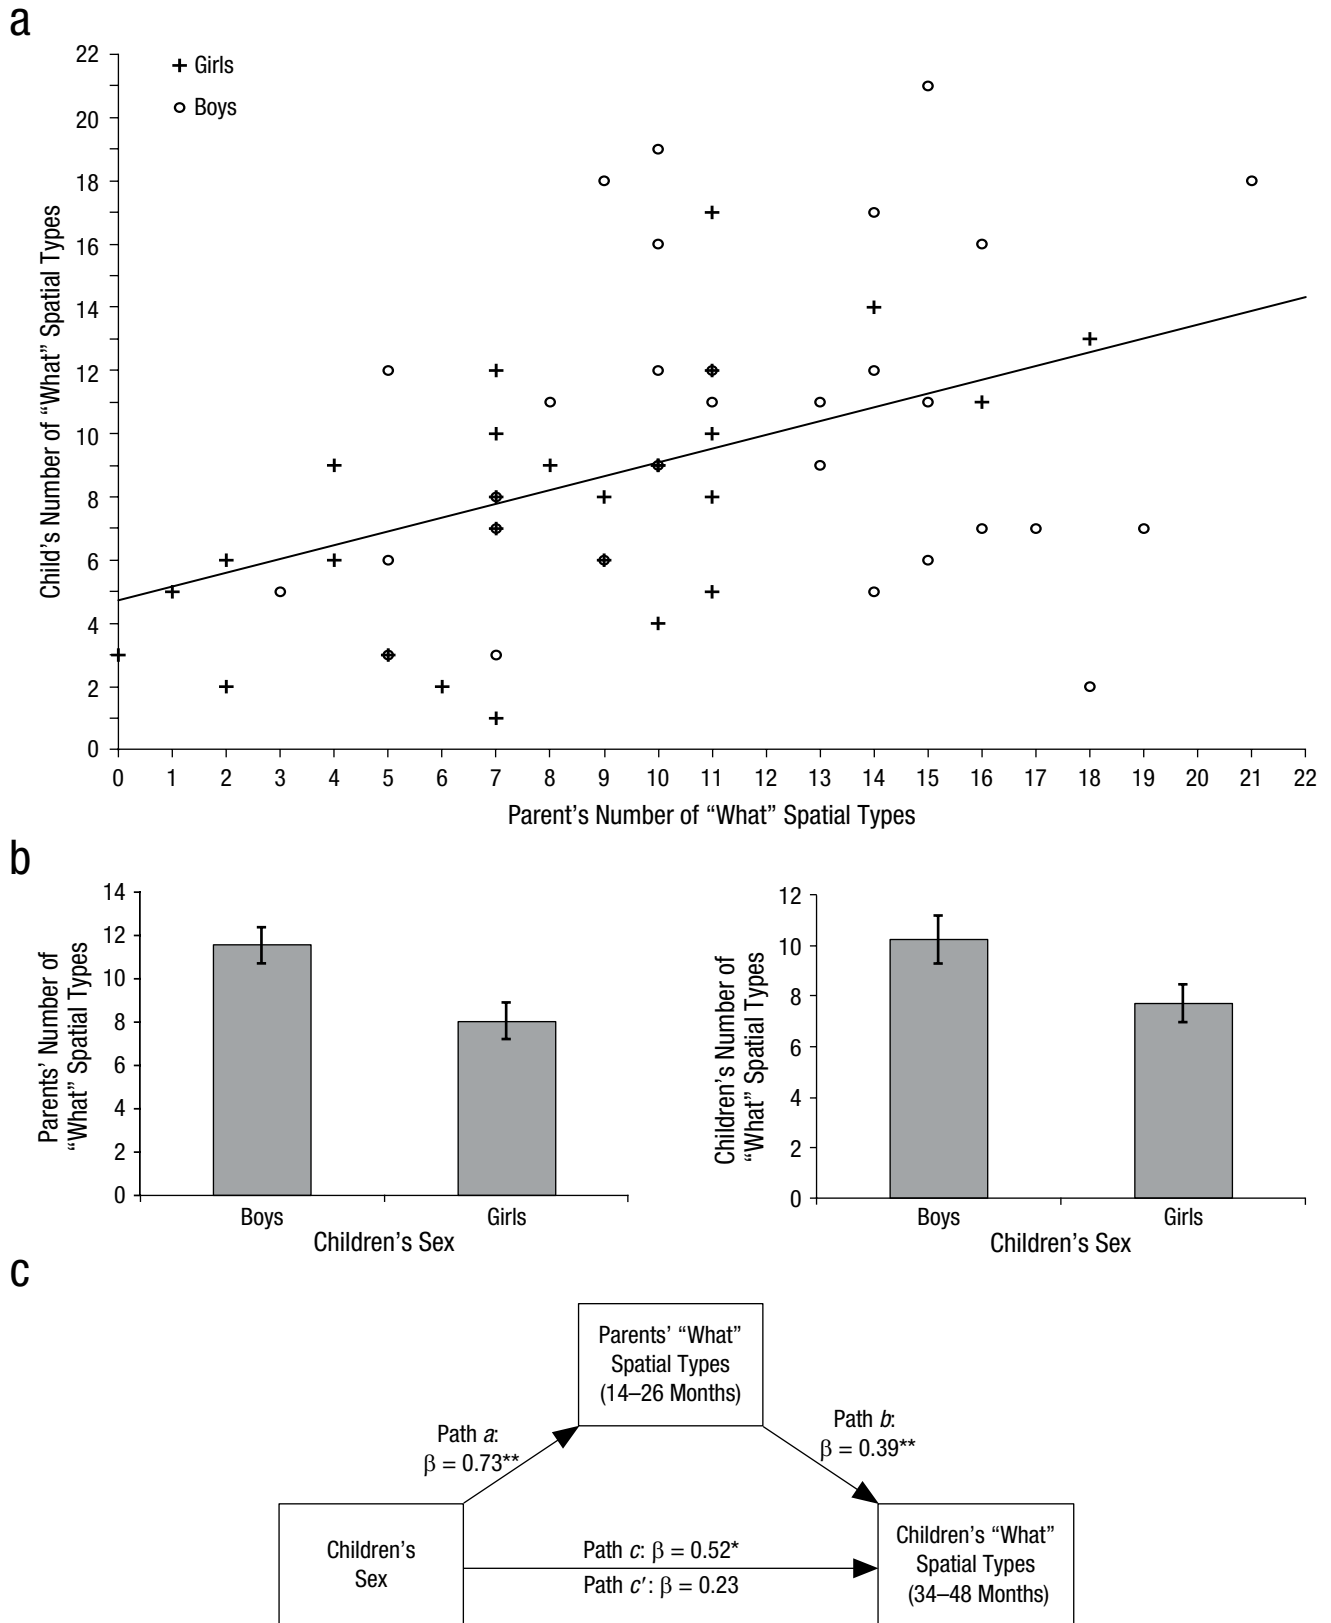 a
22
20
18
16
14
12
10
8
6
4
2
0
Girls
Boys
Child’s Number of “What” Spatial Types
0 1 2 3 4 5 6 7 8 9 10 11 12 13 14 15 16 17 18 19 20 21 22
Parent’s Number of “What” Spatial Types
b
Parents’ Number of
“What” Spatial Types
14
12
10
8
6
4
2
0
Boys Girls
Children’s Sex
Children’s Number of
“What” Spatial Types
12
10
8
6
4
2
0
Boys Girls
Children’s Sex
c
Parents’ “What”
Spatial Types
(14–26 Months)
Path a:
β = 0.73**
Path b:
β = 0.39**
Children’s
Sex
Path c: β = 0.52*
Path c′: β = 0.23
Children’s “What”
Spatial Types
(34–48 Months)